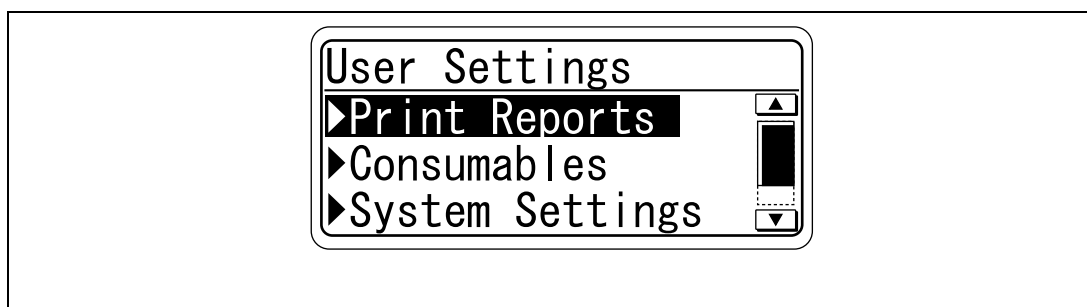 User Settings
▶Print Reports
▶Consumables
▶System Settings